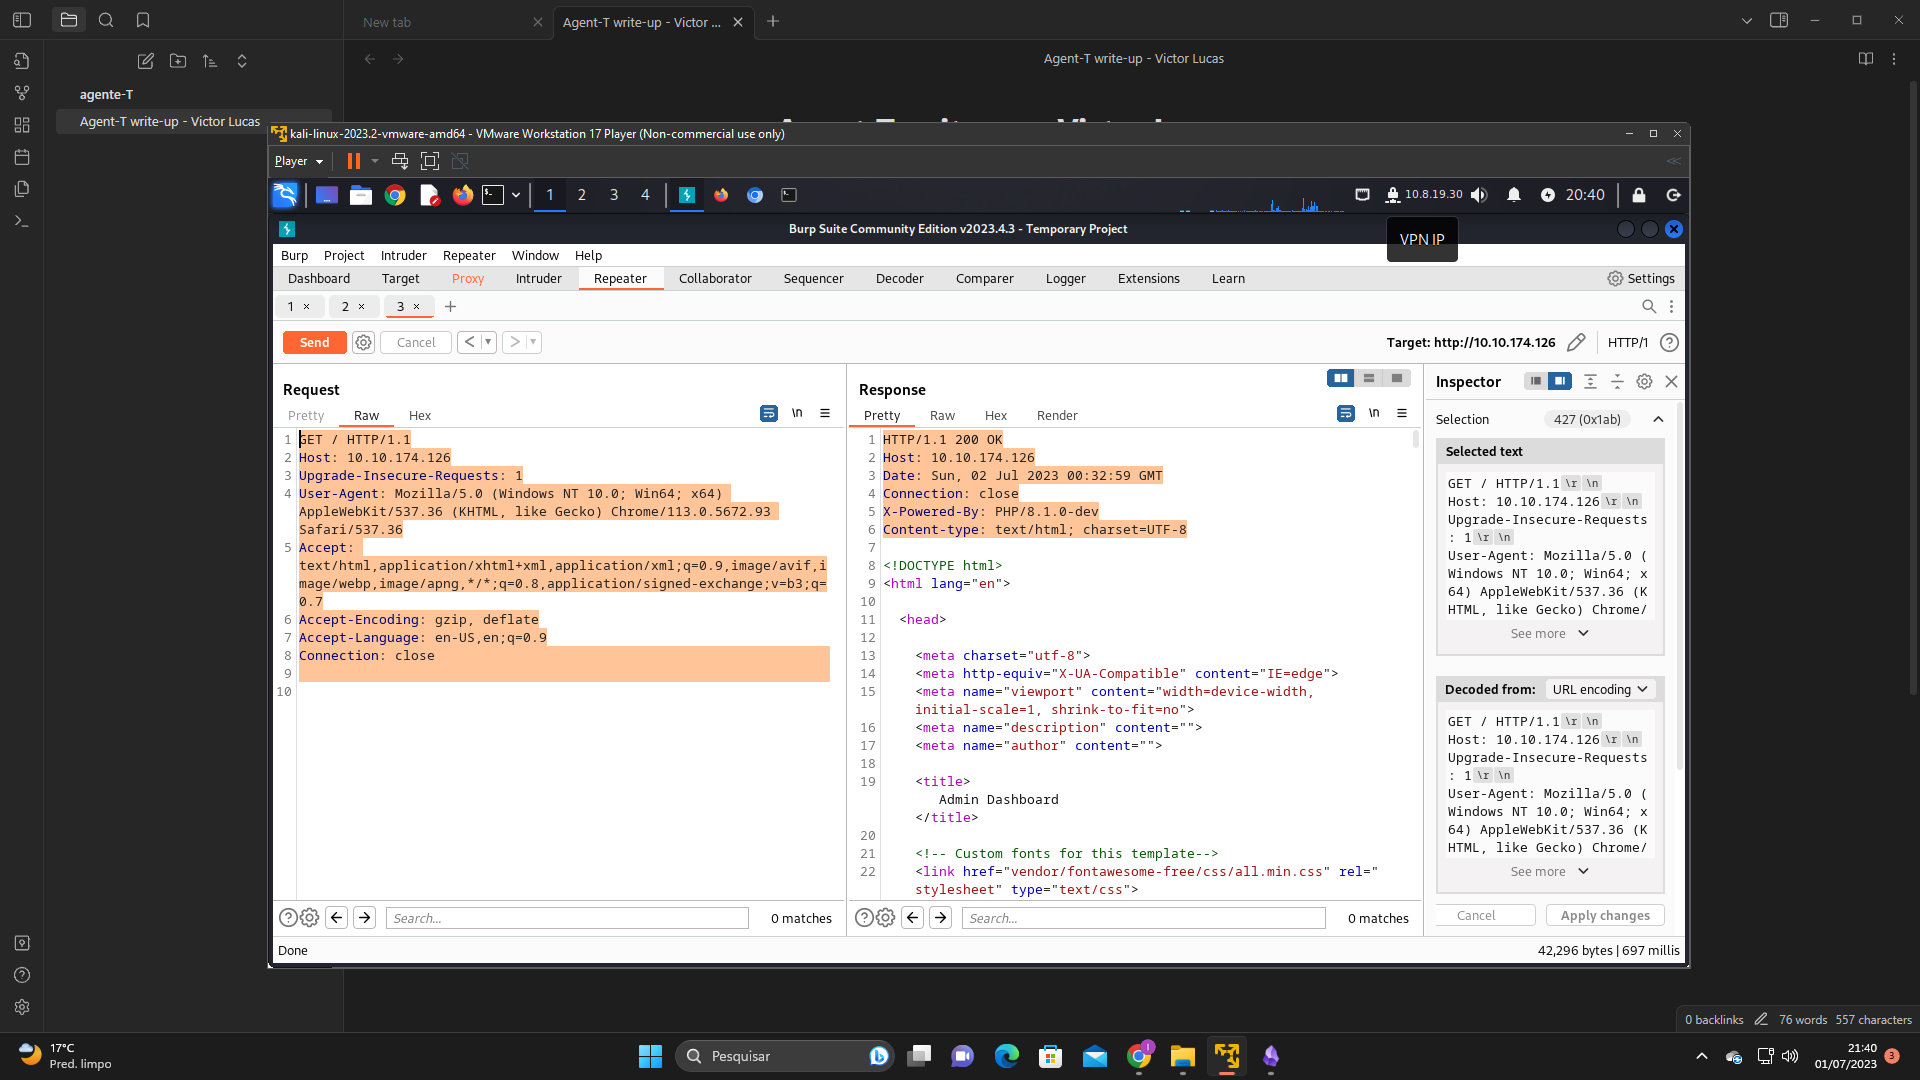 New tab
Agent-T write-up - Victor ...
Agent-T write-up - Victor Lucas
agente-T
Agent-T write-up - Victor Lucas
kali-linux-2023.2-vmware-amd64 - VMware Workstation 17 Player (Non-commercial use only)
Player
1 2 3 4
10.8.19.30
20:40
Burp Suite Community Edition v2023.4.3 - Temporary Project
VPN IP
Burp Project Intruder Repeater Window Help
Dashboard Target Proxy Intruder Repeater Collaborator Sequencer Decoder Comparer Logger Extensions Learn
Settings
1 × 2 × 3 × +
Send Cancel < >
Target: http://10.10.174.126 HTTP/1 ?
Request
Pretty Raw Hex
\n
1 GET / HTTP/1.1
2 Host: 10.10.174.126
3 Upgrade-Insecure-Requests: 1
4 User-Agent: Mozilla/5.0 (Windows NT 10.0; Win64; x64)
AppleWebKit/537.36 (KHTML, like Gecko) Chrome/113.0.5672.93
Safari/537.36
5 Accept:
text/html,application/xhtml+xml,application/xml;q=0.9,image/avif,i
mage/webp,image/apng,*/*;q=0.8,application/signed-exchange;v=b3;q=
0.7
6 Accept-Encoding: gzip, deflate
7 Accept-Language: en-US,en;q=0.9
8 Connection: close
9
10
Search...
0 matches
Response
Pretty Raw Hex Render
\n
1 HTTP/1.1 200 OK
2 Host: 10.10.174.126
3 Date: Sun, 02 Jul 2023 00:32:59 GMT
4 Connection: close
5 X-Powered-By: PHP/8.1.0-dev
6 Content-type: text/html; charset=UTF-8
7
8 <!DOCTYPE html>
9 <html lang="en">
10
11 <head>
12
13 <meta charset="utf-8">
14 <meta http-equiv="X-UA-Compatible" content="IE=edge">
15 <meta name="viewport" content="width=device-width,
initial-scale=1, shrink-to-fit=no">
16 <meta name="description" content="">
17 <meta name="author" content="">
18
19 <title>
Admin Dashboard
</title>
20
21 <!-- Custom fonts for this template-->
22 <link href="vendor/fontawesome-free/css/all.min.css" rel="
stylesheet" type="text/css">
Search...
0 matches
Inspector
Selection 427 (0x1ab)
Selected text
GET / HTTP/1.1 \r \n
Host: 10.10.174.126 \r \n
Upgrade-Insecure-Requests
: 1 \r \n
User-Agent: Mozilla/5.0 (
Windows NT 10.0; Win64; x
64) AppleWebKit/537.36 (K
HTML, like Gecko) Chrome/
See more
Decoded from: URL encoding
GET / HTTP/1.1 \r \n
Host: 10.10.174.126 \r \n
Upgrade-Insecure-Requests
: 1 \r \n
User-Agent: Mozilla/5.0 (
Windows NT 10.0; Win64; x
64) AppleWebKit/537.36 (K
HTML, like Gecko) Chrome/
See more
Cancel Apply changes
Done
42,296 bytes | 697 millis
0 backlinks 76 words 557 characters
17°C
Pred. limpo
Pesquisar
21:40
01/07/2023
3